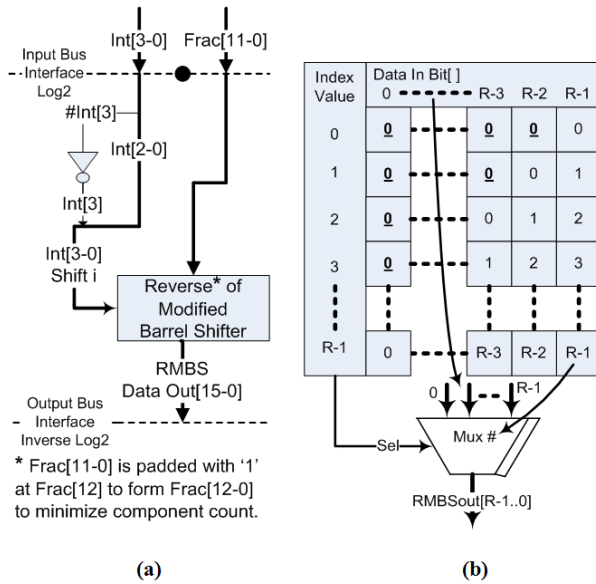 Int[3-0]
Frac[11-0]
Input Bus
Interface
Log2
#Int[3]
Int[2-0]
Int[3]
Int[3-0]
Shift i
Reverse* of
Modified
Barrel Shifter
RMBS
Data Out[15-0]
Output Bus
Interface
Inverse Log2
* Frac[11-0] is padded with '1'
at Frac[12] to form Frac[12-0]
to minimize component count.
(a)
Index
Value
Data In Bit[ ]
0 R-3 R-2 R-1
0 0 0 0 0
1 0 0 0 1
2 0 0 1 2
3 0 1 2 3
R-1 0 R-3 R-2 R-1
0 R-1
Mux #
Sel
RMBSout[R-1..0]
(b)